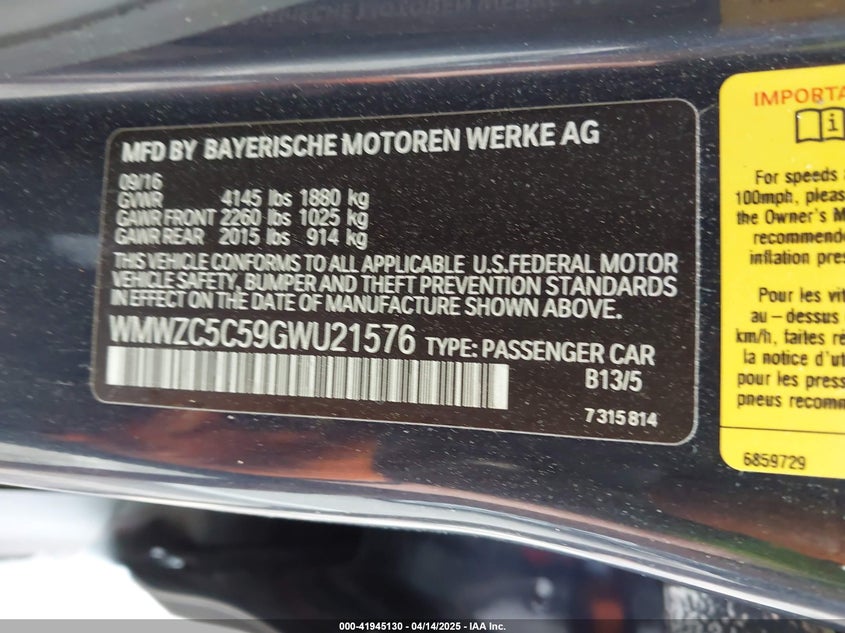 MFD BY BAYERISCHE MOTOREN WERKE AG
09/16
GVWR 4145 lbs 1880 kg
GAWR FRONT 2260 lbs 1025 kg
GAWR REAR 2015 lbs 914 kg
THIS VEHICLE CONFORMS TO ALL APPLICABLE U.S.FEDERAL MOTOR
VEHICLE SAFETY, BUMPER AND THEFT PREVENTION STANDARDS
IN EFFECT ON THE DATE OF MANUFACTURE SHOWN ABOVE.
WMWZC5C59GWU21576 TYPE: PASSENGER CAR
B13/5
7315814
IMPORTA
i
For speeds
100mph, pleas
the Owner's M
recommende
inflation pres
Pour les vit
au-dessus
km/h, faites ré
la notice d'ut
pour les press
pneus recomm
6859729
000-41945130 - 04/14/2025 - IAA Inc.